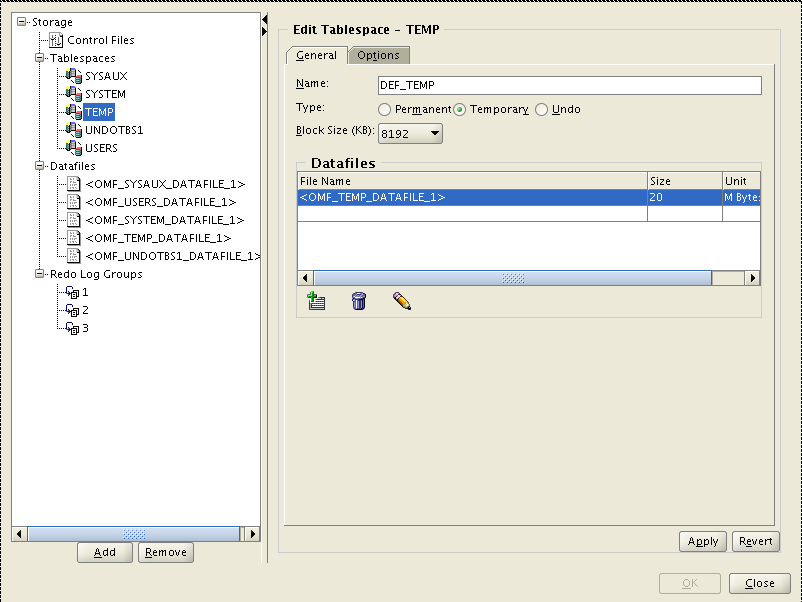 Storage
Control Files
Tablespaces
SYSAUX
SYSTEM
TEMP
UNDOTBS1
USERS
Datafiles
<OMF_SYSAUX_DATAFILE_1>
<OMF_USERS_DATAFILE_1>
<OMF_SYSTEM_DATAFILE_1>
<OMF_TEMP_DATAFILE_1>
<OMF_UNDOTBS1_DATAFILE_1>
Redo Log Groups
1
2
3
Add Remove
Edit Tablespace - TEMP
General Options
Name: DEF_TEMP
Type: Permanent Temporary Undo
Block Size (KB): 8192
Datafiles
File Name Size Unit
<OMF_TEMP_DATAFILE_1> 20 M Bytes
Apply Revert
OK Close